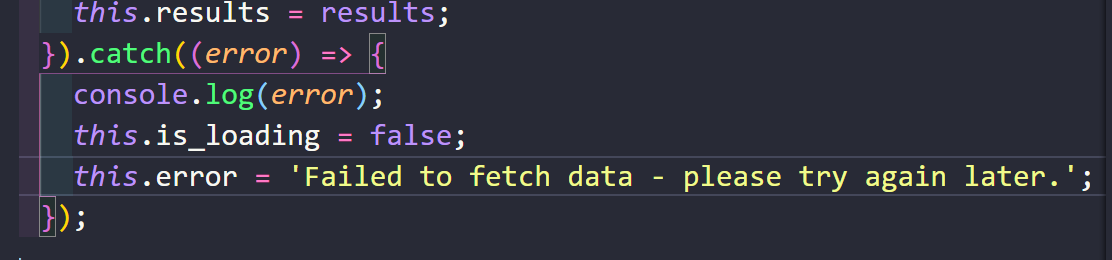 this.results = results;
}).catch((error) => {
console.log(error);
this.is_loading = false;
this.error = 'Failed to fetch data - please try again later.';
});